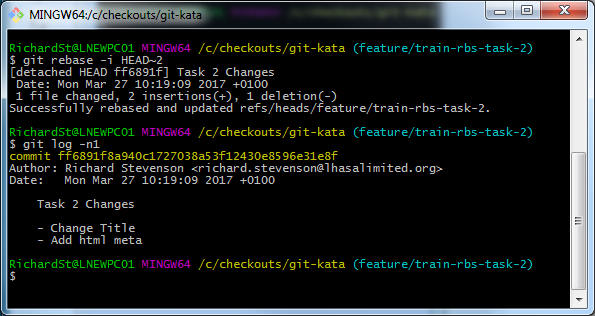 MINGW64:/c/checkouts/git-kata
RichardSt@LNEWPC01 MINGW64 /c/checkouts/git-kata (feature/train-rbs-task-2)
$ git rebase -i HEAD~2
[detached HEAD ff6891f] Task 2 Changes
 Date: Mon Mar 27 10:19:09 2017 +0100
 1 file changed, 2 insertions(+), 1 deletion(-)
Successfully rebased and updated refs/heads/feature/train-rbs-task-2.
RichardSt@LNEWPC01 MINGW64 /c/checkouts/git-kata (feature/train-rbs-task-2)
$ git log -n1
commit ff6891f8a940c1727038a53f12430e8596e31e8f
Author: Richard Stevenson <richard.stevenson@lhasalimited.org>
Date:   Mon Mar 27 10:19:09 2017 +0100
    Task 2 Changes
    - Change Title
    - Add html meta
RichardSt@LNEWPC01 MINGW64 /c/checkouts/git-kata (feature/train-rbs-task-2)
$